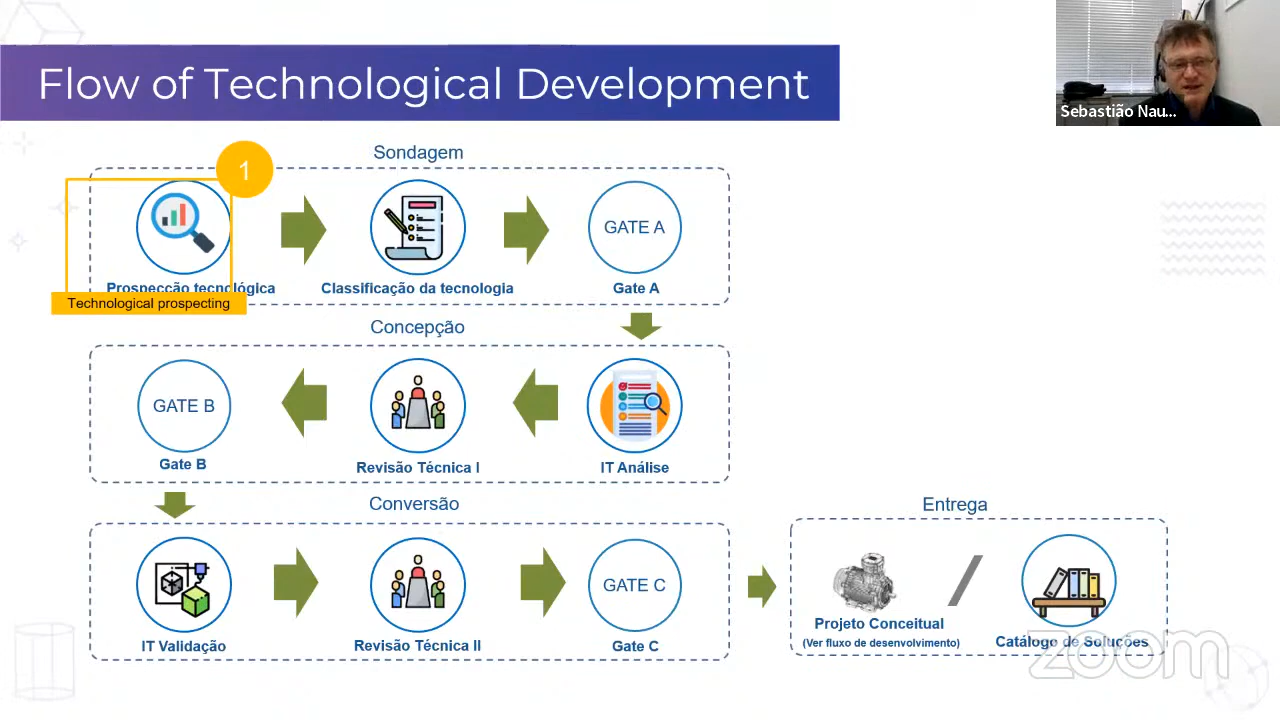 Flow of Technological Development
Sebastião Nau...
Sondagem
1
GATE A
Prospecção tecnológica
Classificação da tecnologia
Gate A
Technological prospecting
Concepção
GATE B
Gate B
Revisão Técnica I
IT Análise
Conversão
Entrega
GATE C
IT Validação
Revisão Técnica II
Gate C
/
Projeto Conceitual
(Ver fluxo de desenvolvimento)
Catálogo de Soluções
zoom